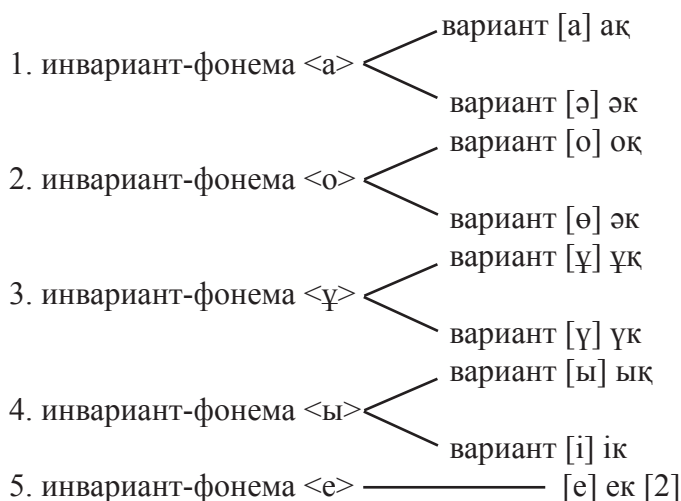 вариант [а] ақ
1. инвариант-фонема <а>
вариант [ә] әк
вариант [о] оқ
2. инвариант-фонема <о>
вариант [ө] әк
вариант [ұ] ұқ
3. инвариант-фонема <ұ>
вариант [ү] үк
вариант [ы] ық
4. инвариант-фонема <ы>
вариант [і] ік
5. инвариант-фонема <е> [е] ек [2]